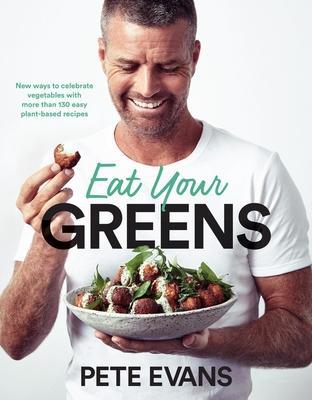 New ways to celebrate
vegetables with
more than 130 easy
plant-based recipes
Eat Your
GREENS
PETE EVANS